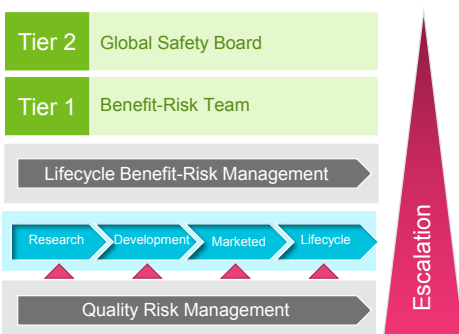 Tier 2 Global Safety Board
Tier 1 Benefit-Risk Team
Lifecycle Benefit-Risk Management
Research Development Marketed Lifecycle
Quality Risk Management
Escalation